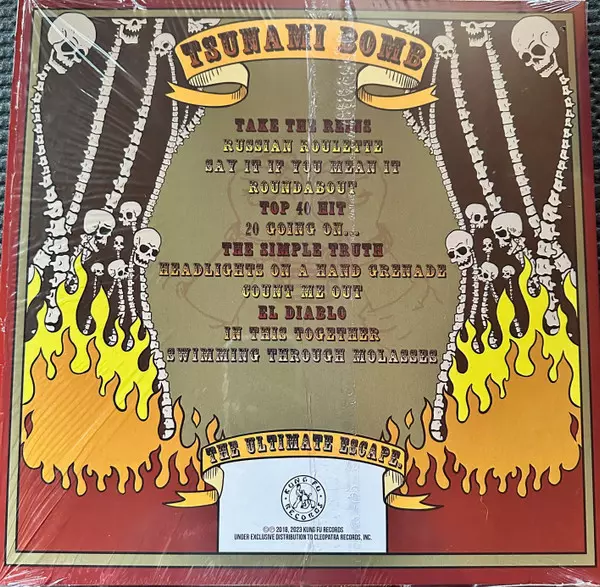 TSUNAMI BOMB
TAKE THE REINS
RUSSIAN ROULETTE
SAY IT IF YOU MEAN IT
ROUNDABOUT
TOP 40 HIT
20 GOING ON...
THE SIMPLE TRUTH
HEADLIGHTS ON A HAND GRENADE
COUNT ME OUT
EL DIABLO
IN THIS TOGETHER
SWIMMING THROUGH MOLASSES
THE ULTIMATE ESCAPE.
KUNG FU
RECORDS
©℗ 2018, 2023 KUNG FU RECORDS
UNDER EXCLUSIVE DISTRIBUTION TO CLEOPATRA RECORDS, INC.